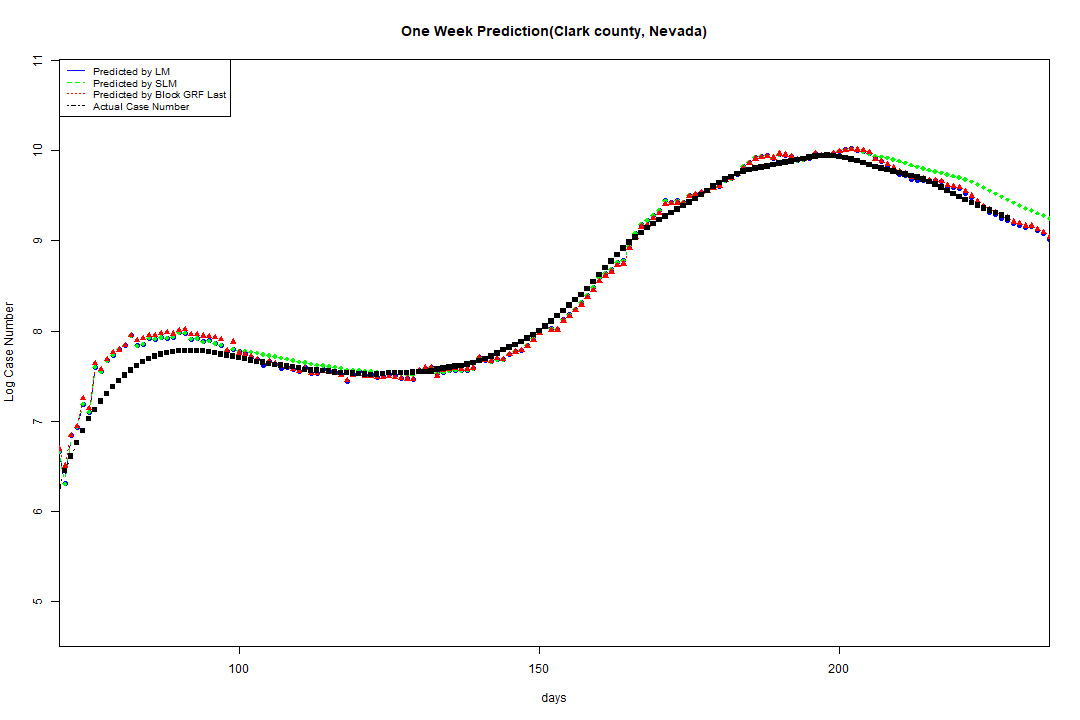 One Week Prediction(Clark county, Nevada)
Predicted by LM
Predicted by SLM
Predicted by Block GRF Last
Actual Case Number
11
10
9
8
7
6
5
Log Case Number
100
150
200
days